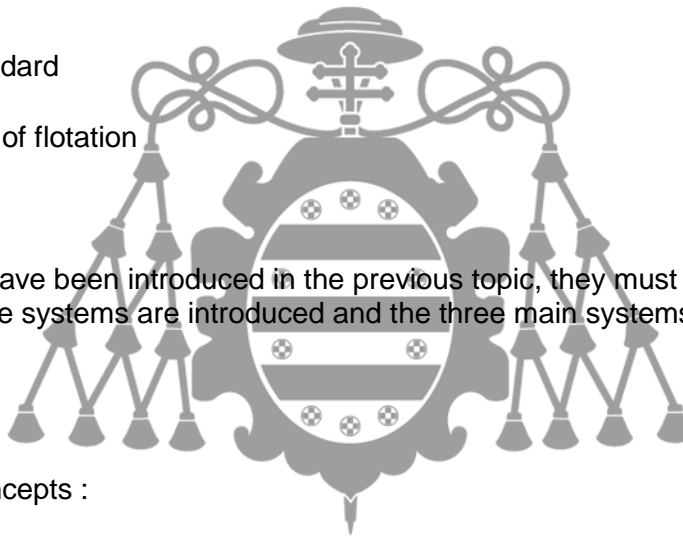 dard
of flotation
ave been introduced in the previous topic, they must
e systems are introduced and the three main systems
ncepts :